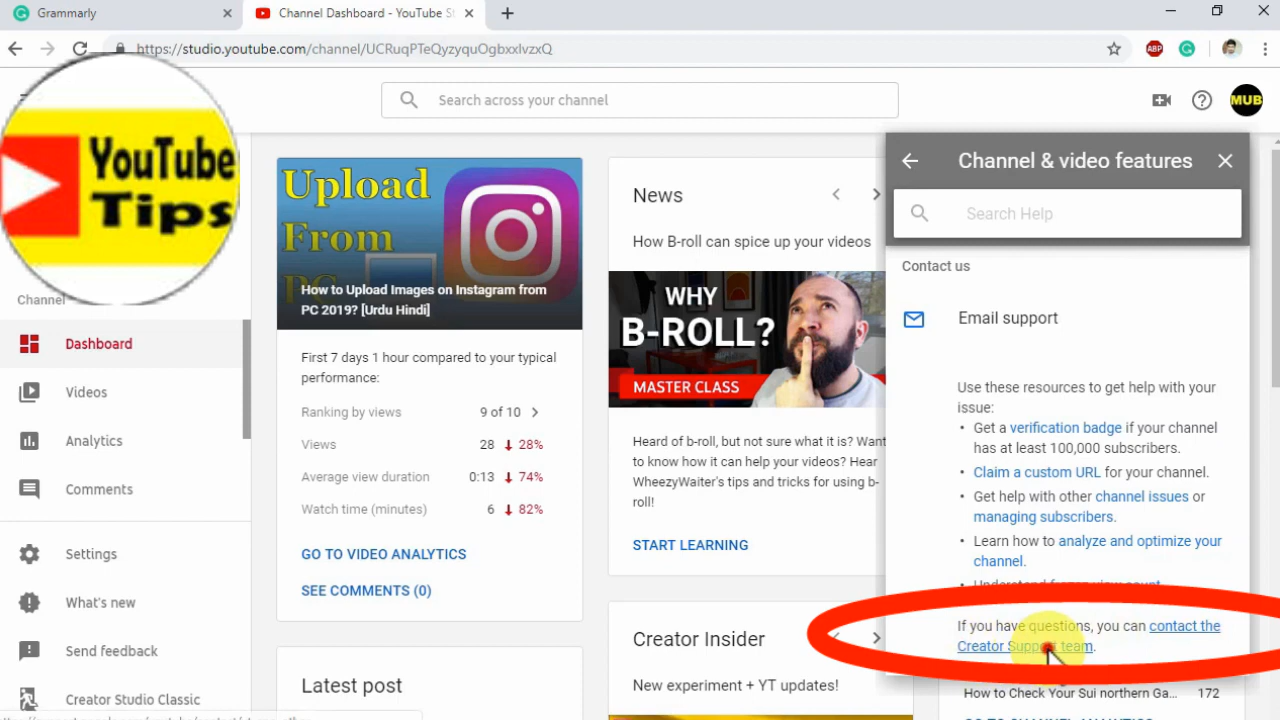 Grammarly
Channel Dashboard - YouTube St
https://studio.youtube.com/channel/UCRuqPTeQyzyquOgbxxlvzxQ
ABP
YouTube
Tips
Search across your channel
MUB
Channel
Dashboard
Videos
Analytics
Comments
Settings
What's new
Send feedback
Creator Studio Classic
Upload
From
PC
How to Upload Images on Instagram from
PC 2019? [Urdu Hindi]
First 7 days 1 hour compared to your typical
performance:
Ranking by views 9 of 10
Views 28 28%
Average view duration 0:13 74%
Watch time (minutes) 6 82%
GO TO VIDEO ANALYTICS
SEE COMMENTS (0)
Latest post
News
How B-roll can spice up your videos
WHY
B-ROLL?
MASTER CLASS
Heard of b-roll, but not sure what it is? Want
to know how it can help your videos? Hear
WheezyWaiter's tips and tricks for using b-
roll!
START LEARNING
Creator Insider
New experiment + YT updates!
Channel & video features
Search Help
Contact us
Email support
Use these resources to get help with your
issue:
• Get a verification badge if your channel
has at least 100,000 subscribers.
• Claim a custom URL for your channel.
• Get help with other channel issues or
managing subscribers.
• Learn how to analyze and optimize your
channel.
If you have questions, you can contact the
Creator Support team.
How to Check Your Sui northern Ga... 172